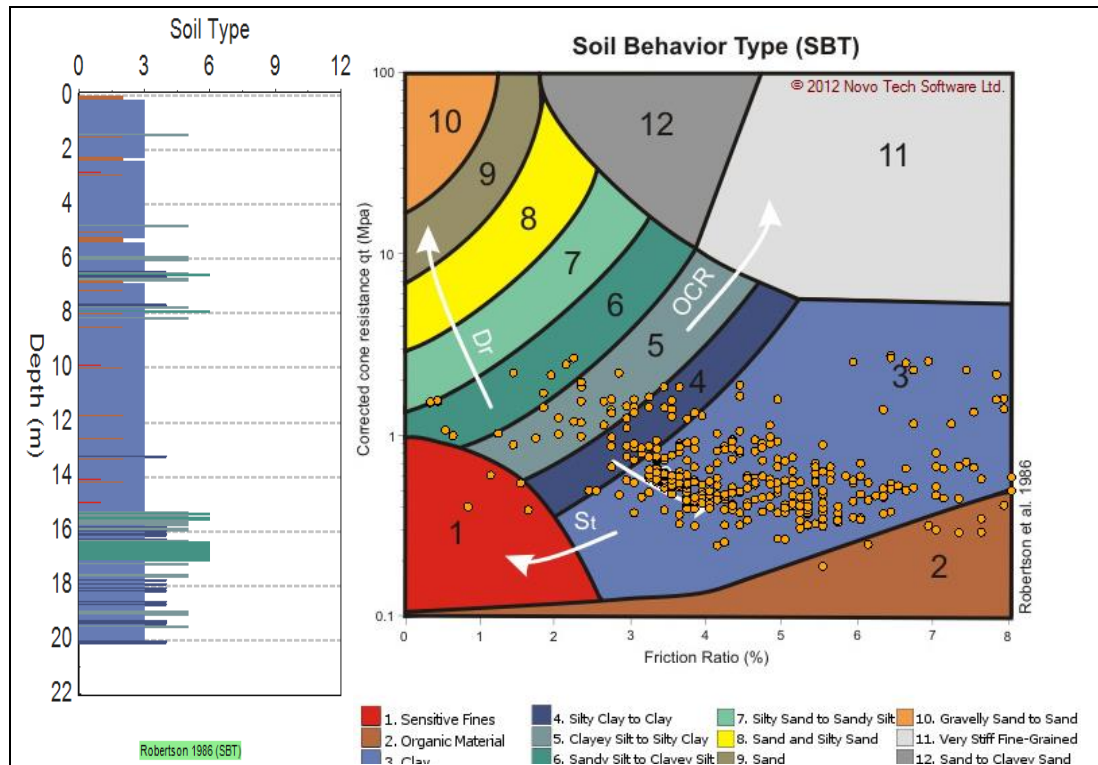 Soil Type
0 3 6 9 12
0
2
4
6
8
10
12
14
16
18
20
22
Depth (m)
Robertson 1986 (SBT)
Soil Behavior Type (SBT)
© 2012 Novo Tech Software Ltd.
Corrected cone resistance qt (Mpa)
100
10
1
0.1
10
9
8
7
6
5
4
3
2
1
12
11
Dr
OCR
St
0 1 2 3 4 5 6 7 8
Friction Ratio (%)
Robertson et al. 1986
1. Sensitive Fines
2. Organic Material
3. Clay
4. Silty Clay to Clay
5. Clayey Silt to Silty Clay
6. Sandy Silt to Clayey Silt
7. Silty Sand to Sandy Silt
8. Sand and Silty Sand
9. Sand
10. Gravelly Sand to Sand
11. Very Stiff Fine-Grained
12. Sand to Clayey Sand